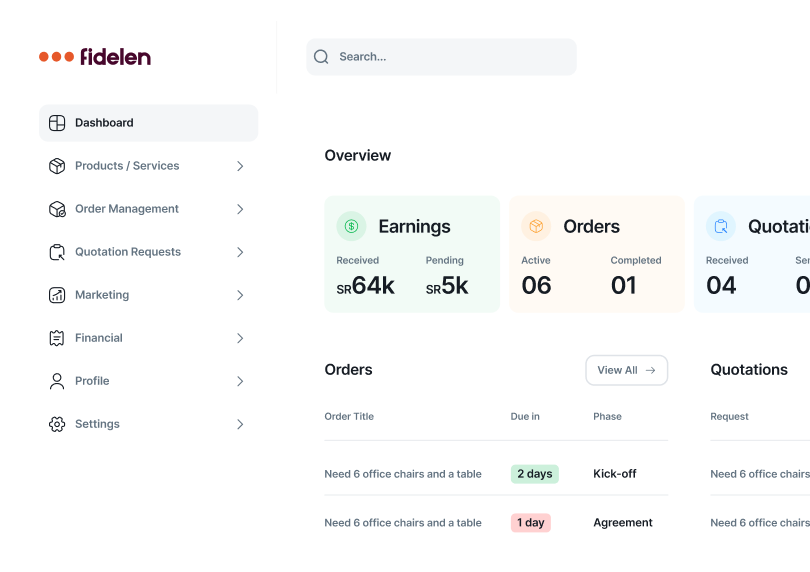 fidelen
Search...
Dashboard
Products / Services
Order Management
Quotation Requests
Marketing
Financial
Profile
Settings
Overview
Earnings
Received Pending
SR64k SR5k
Orders
Active Completed
06 01
Received
04
Orders
View All
Order Title Due in Phase
Need 6 office chairs and a table 2 days Kick-off
Need 6 office chairs and a table 1 day Agreement
Quotations
Request
Need 6 office chairs
Need 6 office chairs